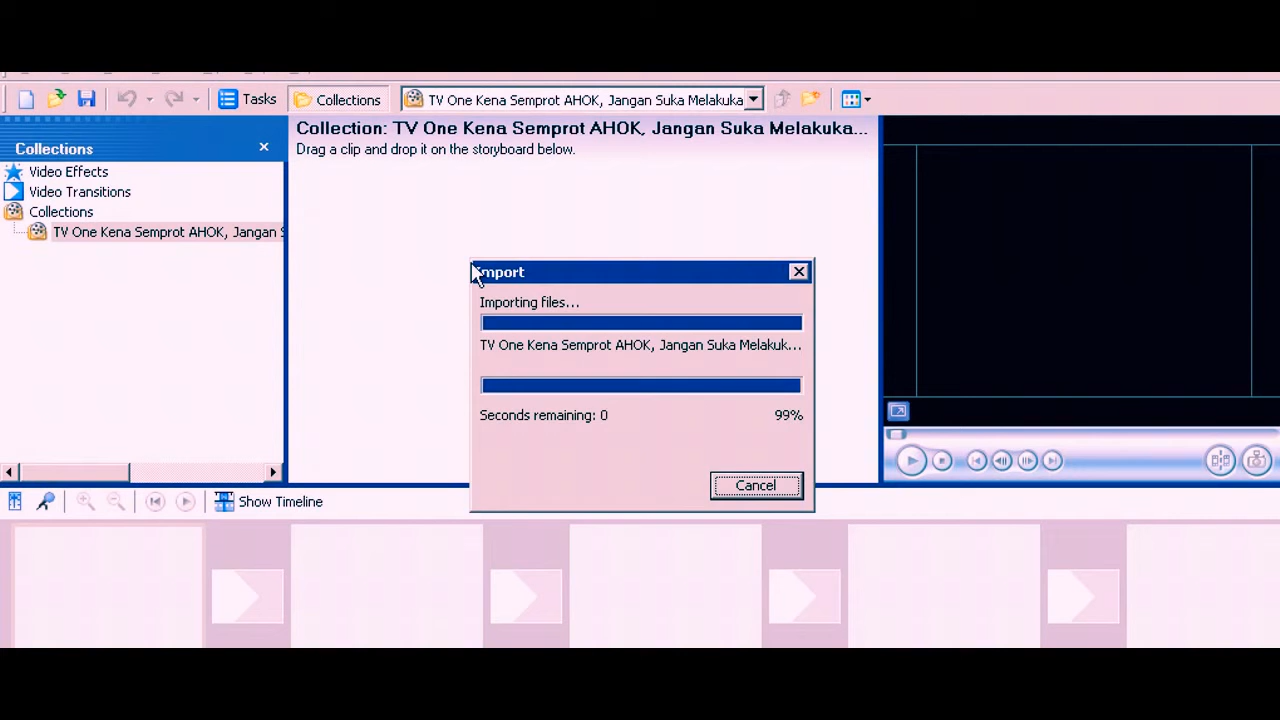 Tasks
Collections
TV One Kena Semprot AHOK, Jangan Suka Melakuka
Collections
Video Effects
Video Transitions
Collections
TV One Kena Semprot AHOK, Jangan
Collection: TV One Kena Semprot AHOK, Jangan Suka Melakuka...
Drag a clip and drop it on the storyboard below.
Import
Importing files...
TV One Kena Semprot AHOK, Jangan Suka Melakuk...
Seconds remaining: 0
99%
Cancel
Show Timeline